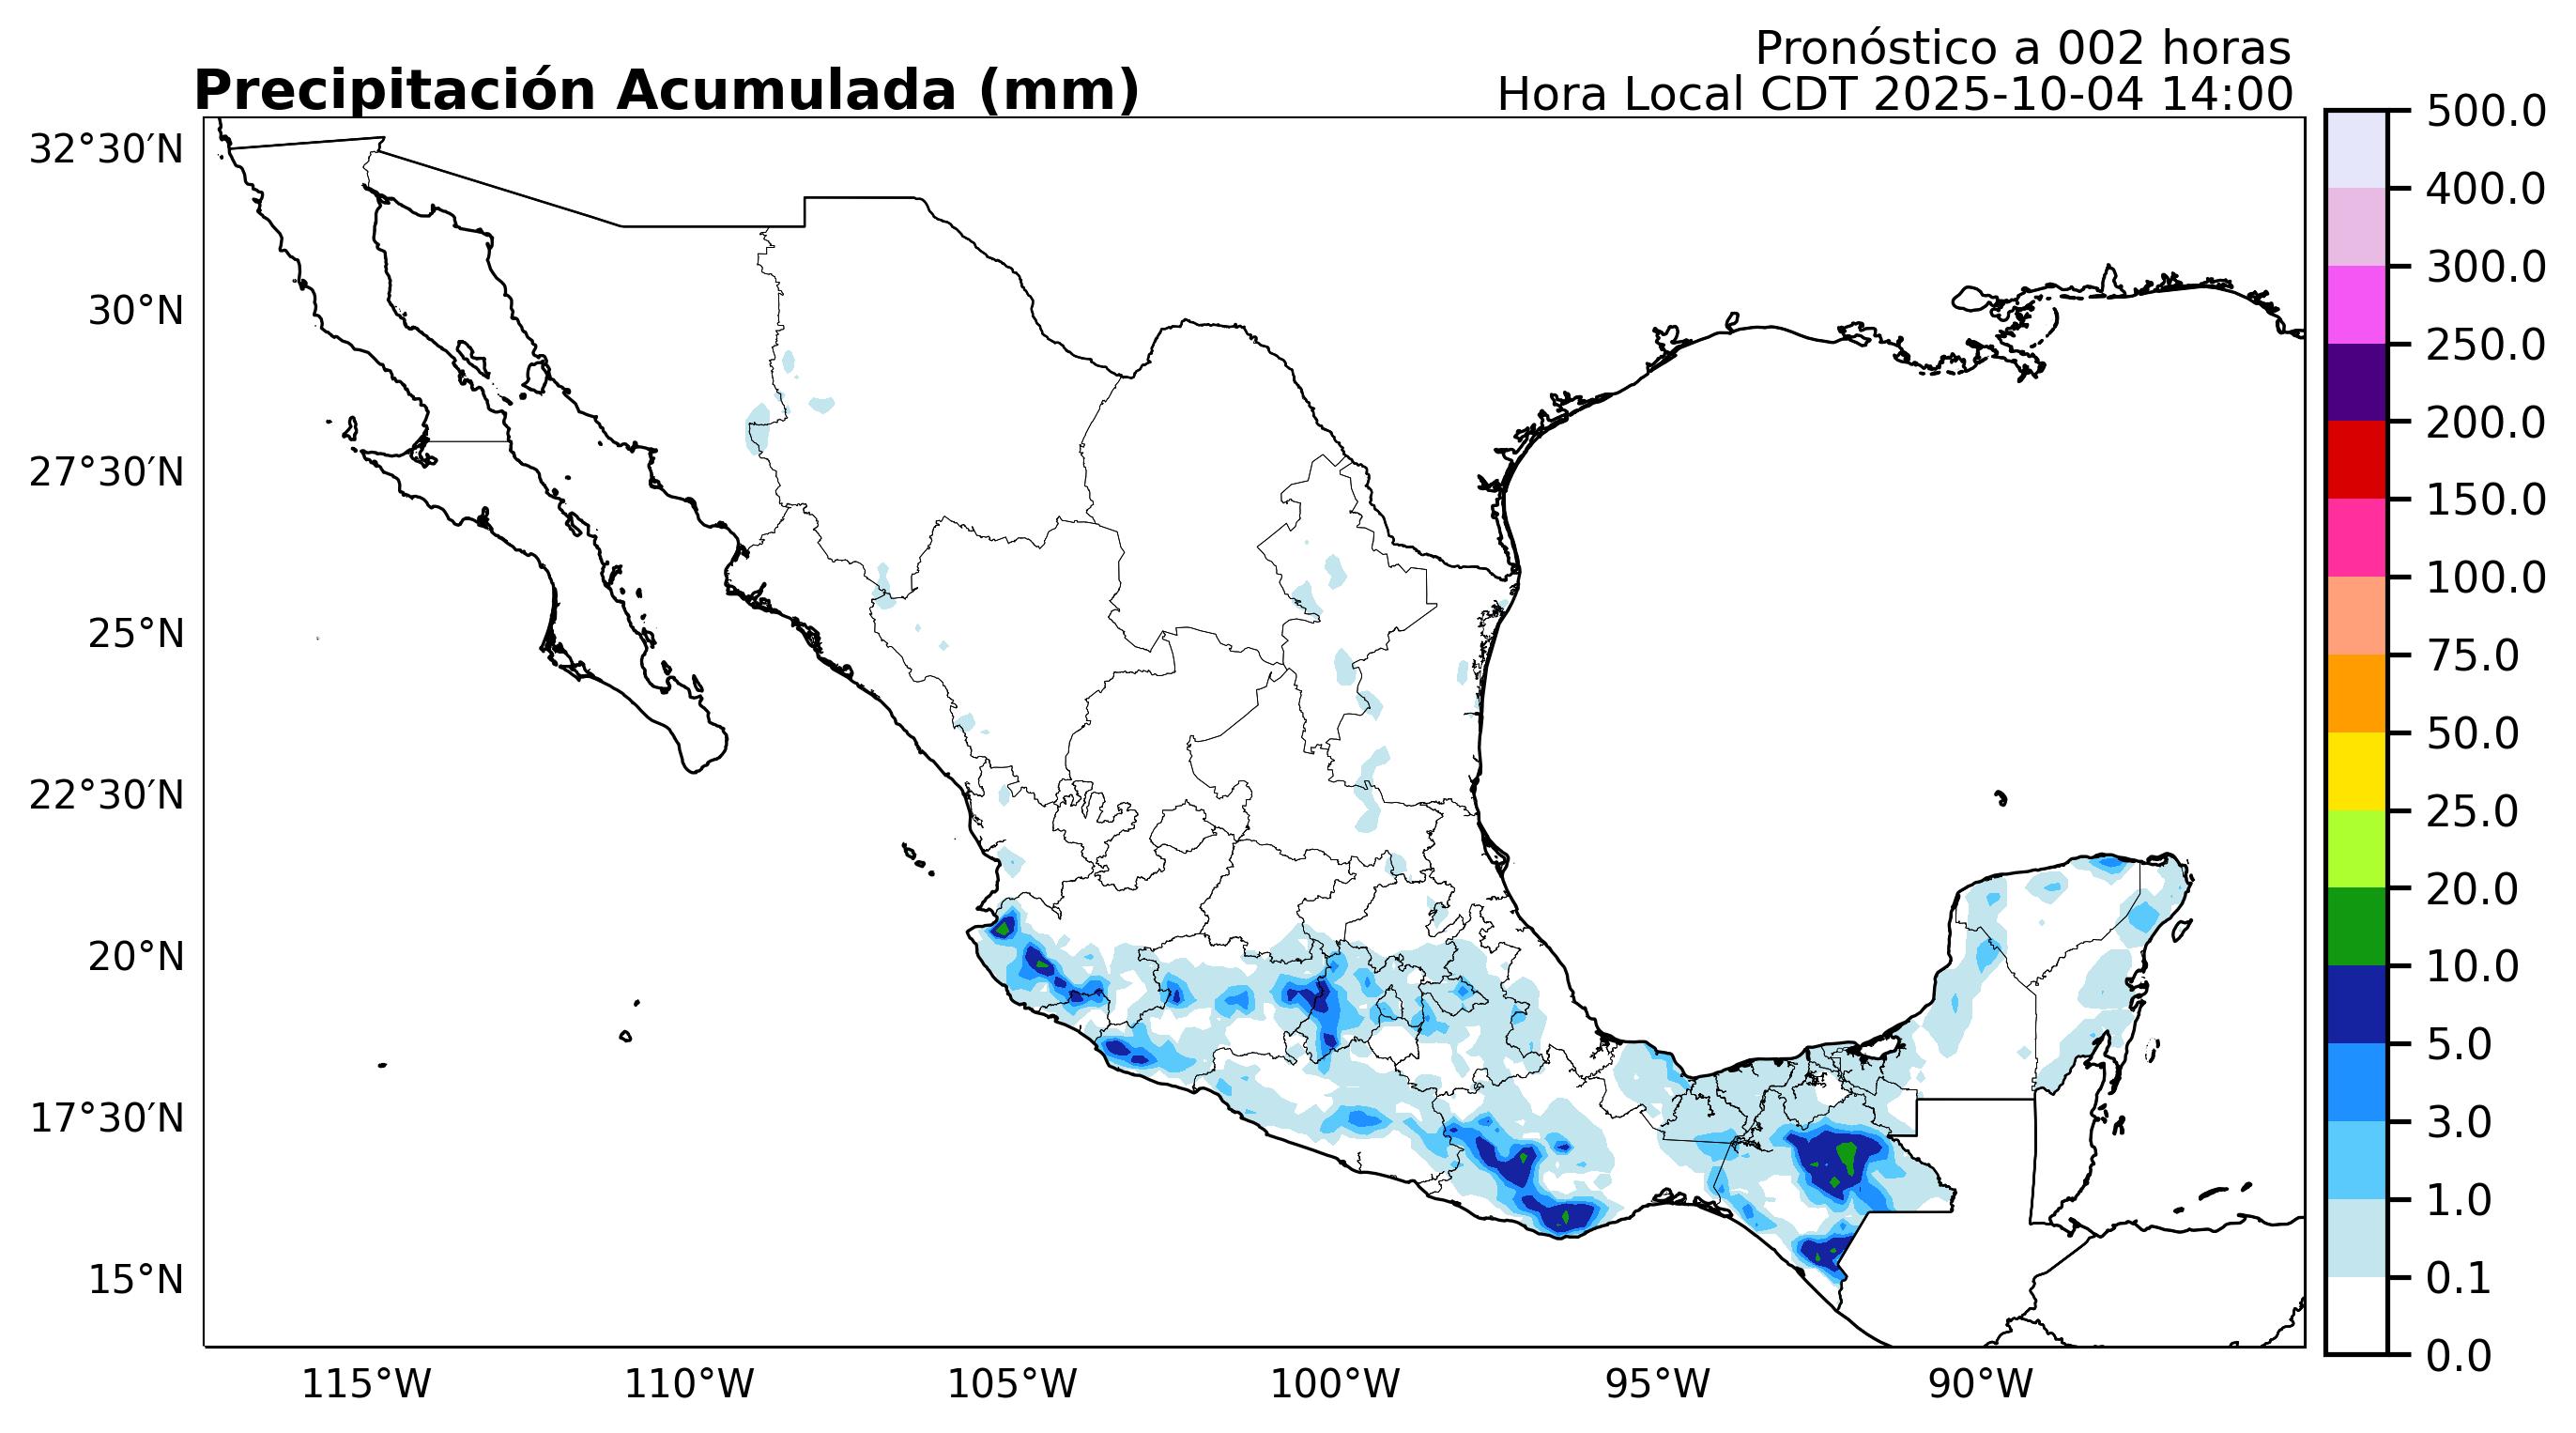 Pronóstico a 002 horas
Precipitación Acumulada (mm)
Hora Local CDT 2025-10-04 14:00
32°30′N
30°N
27°30′N
25°N
22°30′N
20°N
17°30′N
15°N
115°W
110°W
105°W
100°W
95°W
90°W
500.0
400.0
300.0
250.0
200.0
150.0
100.0
75.0
50.0
25.0
20.0
10.0
5.0
3.0
1.0
0.1
0.0